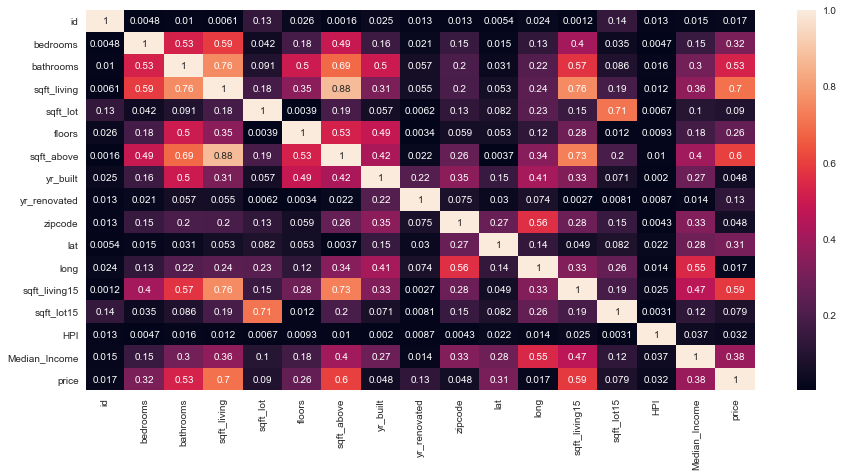 id 1 0.0048 0.01 0.0061 0.13 0.026 0.0016 0.025 0.013 0.013 0.0054 0.024 0.0012 0.14 0.013 0.015 0.017
bedrooms 0.0048 1 0.53 0.59 0.042 0.18 0.49 0.16 0.021 0.15 0.015 0.13 0.4 0.035 0.0047 0.15 0.32
bathrooms 0.01 0.53 1 0.76 0.091 0.5 0.69 0.5 0.057 0.2 0.031 0.22 0.57 0.086 0.016 0.3 0.53
sqft_living 0.0061 0.59 0.76 1 0.18 0.35 0.88 0.31 0.055 0.2 0.053 0.24 0.76 0.19 0.012 0.36 0.7
sqft_lot 0.13 0.042 0.091 0.18 1 0.0039 0.19 0.057 0.0062 0.13 0.082 0.23 0.15 0.71 0.0067 0.1 0.09
floors 0.026 0.18 0.5 0.35 0.0039 1 0.53 0.49 0.0034 0.059 0.053 0.12 0.28 0.012 0.0093 0.18 0.26
sqft_above 0.0016 0.49 0.69 0.88 0.19 0.53 1 0.42 0.022 0.26 0.0037 0.34 0.73 0.2 0.01 0.4 0.6
yr_built 0.025 0.16 0.5 0.31 0.057 0.49 0.42 1 0.22 0.35 0.15 0.41 0.33 0.071 0.002 0.27 0.048
yr_renovated 0.013 0.021 0.057 0.055 0.0062 0.0034 0.022 0.22 1 0.075 0.03 0.074 0.0027 0.0081 0.0087 0.014 0.13
zipcode 0.013 0.15 0.2 0.2 0.13 0.059 0.26 0.35 0.075 1 0.27 0.56 0.28 0.15 0.0043 0.33 0.048
lat 0.0054 0.015 0.031 0.053 0.082 0.053 0.0037 0.15 0.03 0.27 1 0.14 0.049 0.082 0.022 0.28 0.31
long 0.024 0.13 0.22 0.24 0.23 0.12 0.34 0.41 0.074 0.56 0.14 1 0.33 0.26 0.014 0.55 0.017
sqft_living15 0.0012 0.4 0.57 0.76 0.15 0.28 0.73 0.33 0.0027 0.28 0.049 0.33 1 0.19 0.025 0.47 0.59
sqft_lot15 0.14 0.035 0.086 0.19 0.71 0.012 0.2 0.071 0.0081 0.15 0.082 0.26 0.19 1 0.0031 0.12 0.079
HPI 0.013 0.0047 0.016 0.012 0.0067 0.0093 0.01 0.002 0.0087 0.0043 0.022 0.014 0.025 0.0031 1 0.037 0.032
Median_Income 0.015 0.15 0.3 0.36 0.1 0.18 0.4 0.27 0.014 0.33 0.28 0.55 0.47 0.12 0.037 1 0.38
price 0.017 0.32 0.53 0.7 0.09 0.26 0.6 0.048 0.13 0.048 0.31 0.017 0.59 0.079 0.032 0.38 1
id
bedrooms
bathrooms
sqft_living
sqft_lot
floors
sqft_above
yr_built
yr_renovated
zipcode
lat
long
sqft_living15
sqft_lot15
HPI
Median_Income
price
1.0
0.8
0.6
0.4
0.2